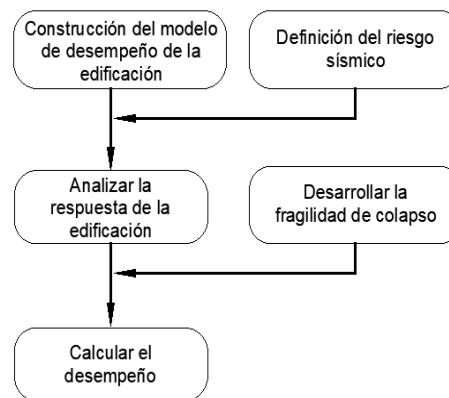 Construcción del modelo
de desempeño de la
edificación
Definición del riesgo
sísmico
Analizar la
respuesta de la
edificación
Desarrollar la
fragilidad de colapso
Calcular el
desempeño